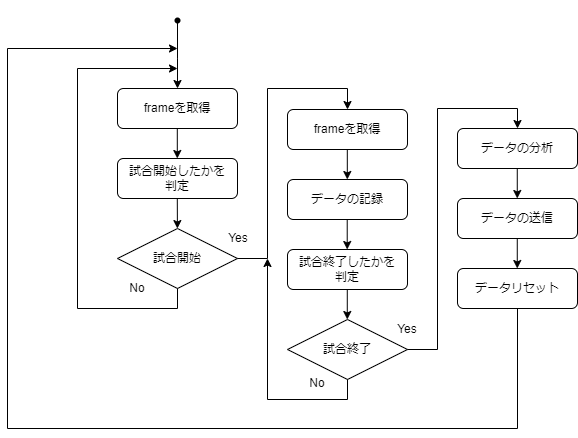 frameを取得
試合開始したかを
判定
試合開始
Yes
No
frameを取得
データの記録
試合終了したかを
判定
試合終了
Yes
No
データの分析
データの送信
データリセット